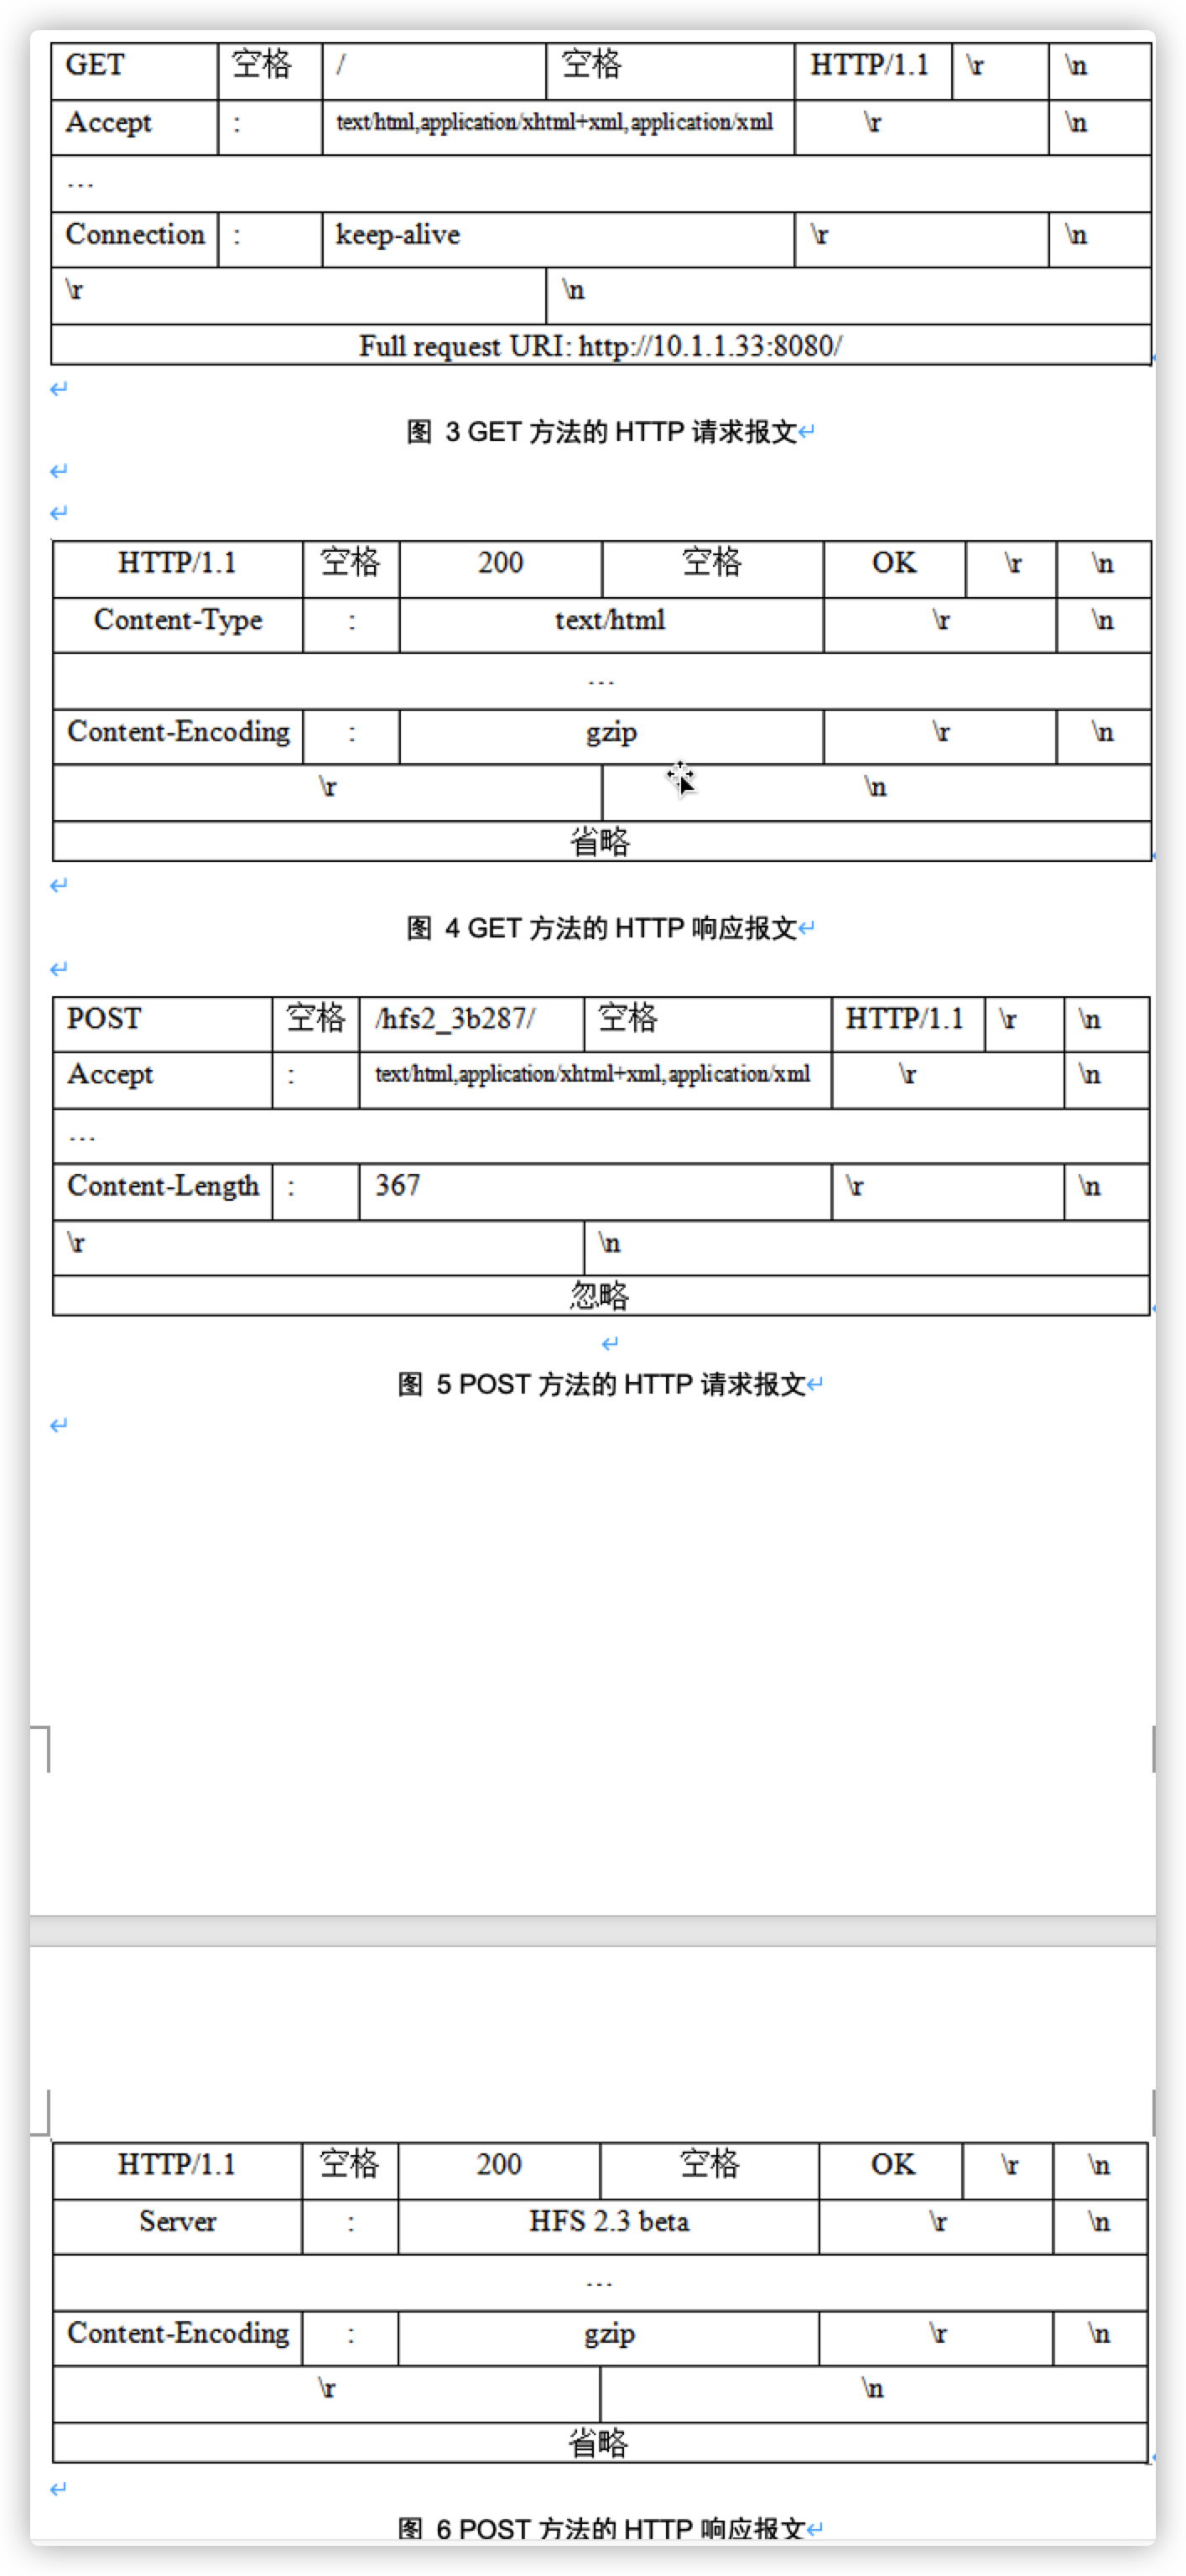 GET 空格 / 空格 HTTP/1.1 \r \n
Accept : text/html,application/xhtml+xml,application/xml \r \n
...
Connection : keep-alive \r \n
\r \n
Full request URI: http://10.1.1.33:8080/
图 3 GET 方法的 HTTP 请求报文
HTTP/1.1 空格 200 空格 OK \r \n
Content-Type : text/html \r \n
...
Content-Encoding : gzip \r \n
\r \n
省略
图 4 GET 方法的 HTTP 响应报文
POST 空格 /hfs2_3b287/ 空格 HTTP/1.1 \r \n
Accept : text/html,application/xhtml+xml,application/xml \r \n
...
Content-Length : 367 \r \n
\r \n
忽略
图 5 POST 方法的 HTTP 请求报文
HTTP/1.1 空格 200 空格 OK \r \n
Server : HFS 2.3 beta \r \n
...
Content-Encoding : gzip \r \n
\r \n
省略
图 6 POST 方法的 HTTP 响应报文